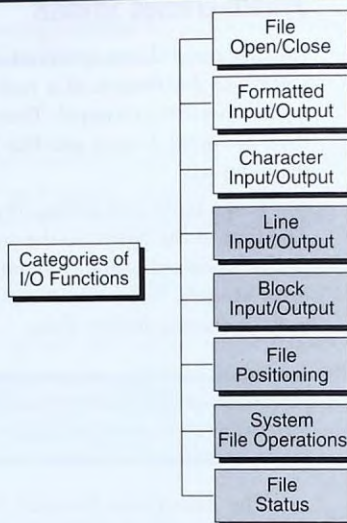 File
Open/Close
Formatted
Input/Output
Character
Input/Output
Line
Input/Output
Categories of
I/O Functions
Block
Input/Output
File
Positioning
System
File Operations
File
Status